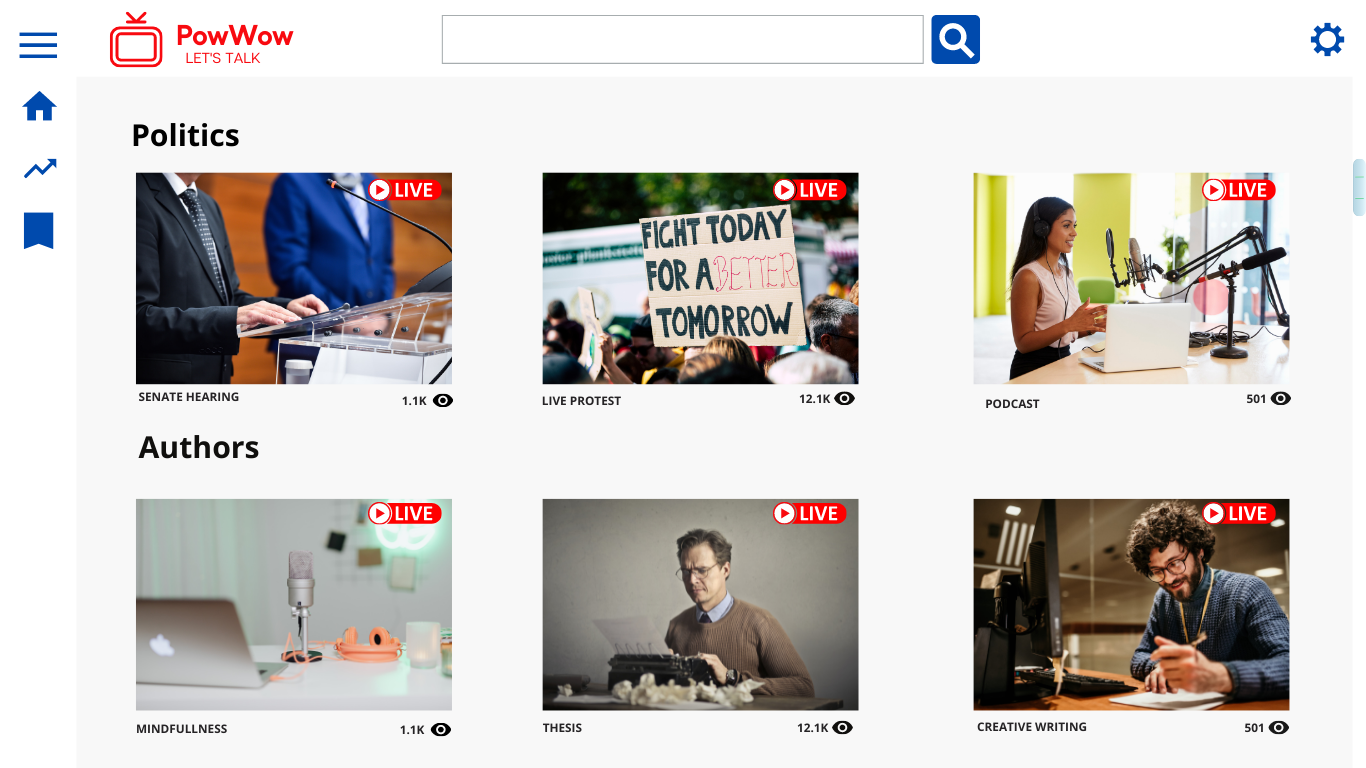 PowWow
LET'S TALK
Politics
LIVE
LIVE
LIVE
FIGHT TODAY
FOR A BETTER
TOMORROW
SENATE HEARING
1.1K
LIVE PROTEST
12.1K
PODCAST
501
Authors
LIVE
LIVE
LIVE
MINDFULLNESS
1.1K
THESIS
12.1K
CREATIVE WRITING
501